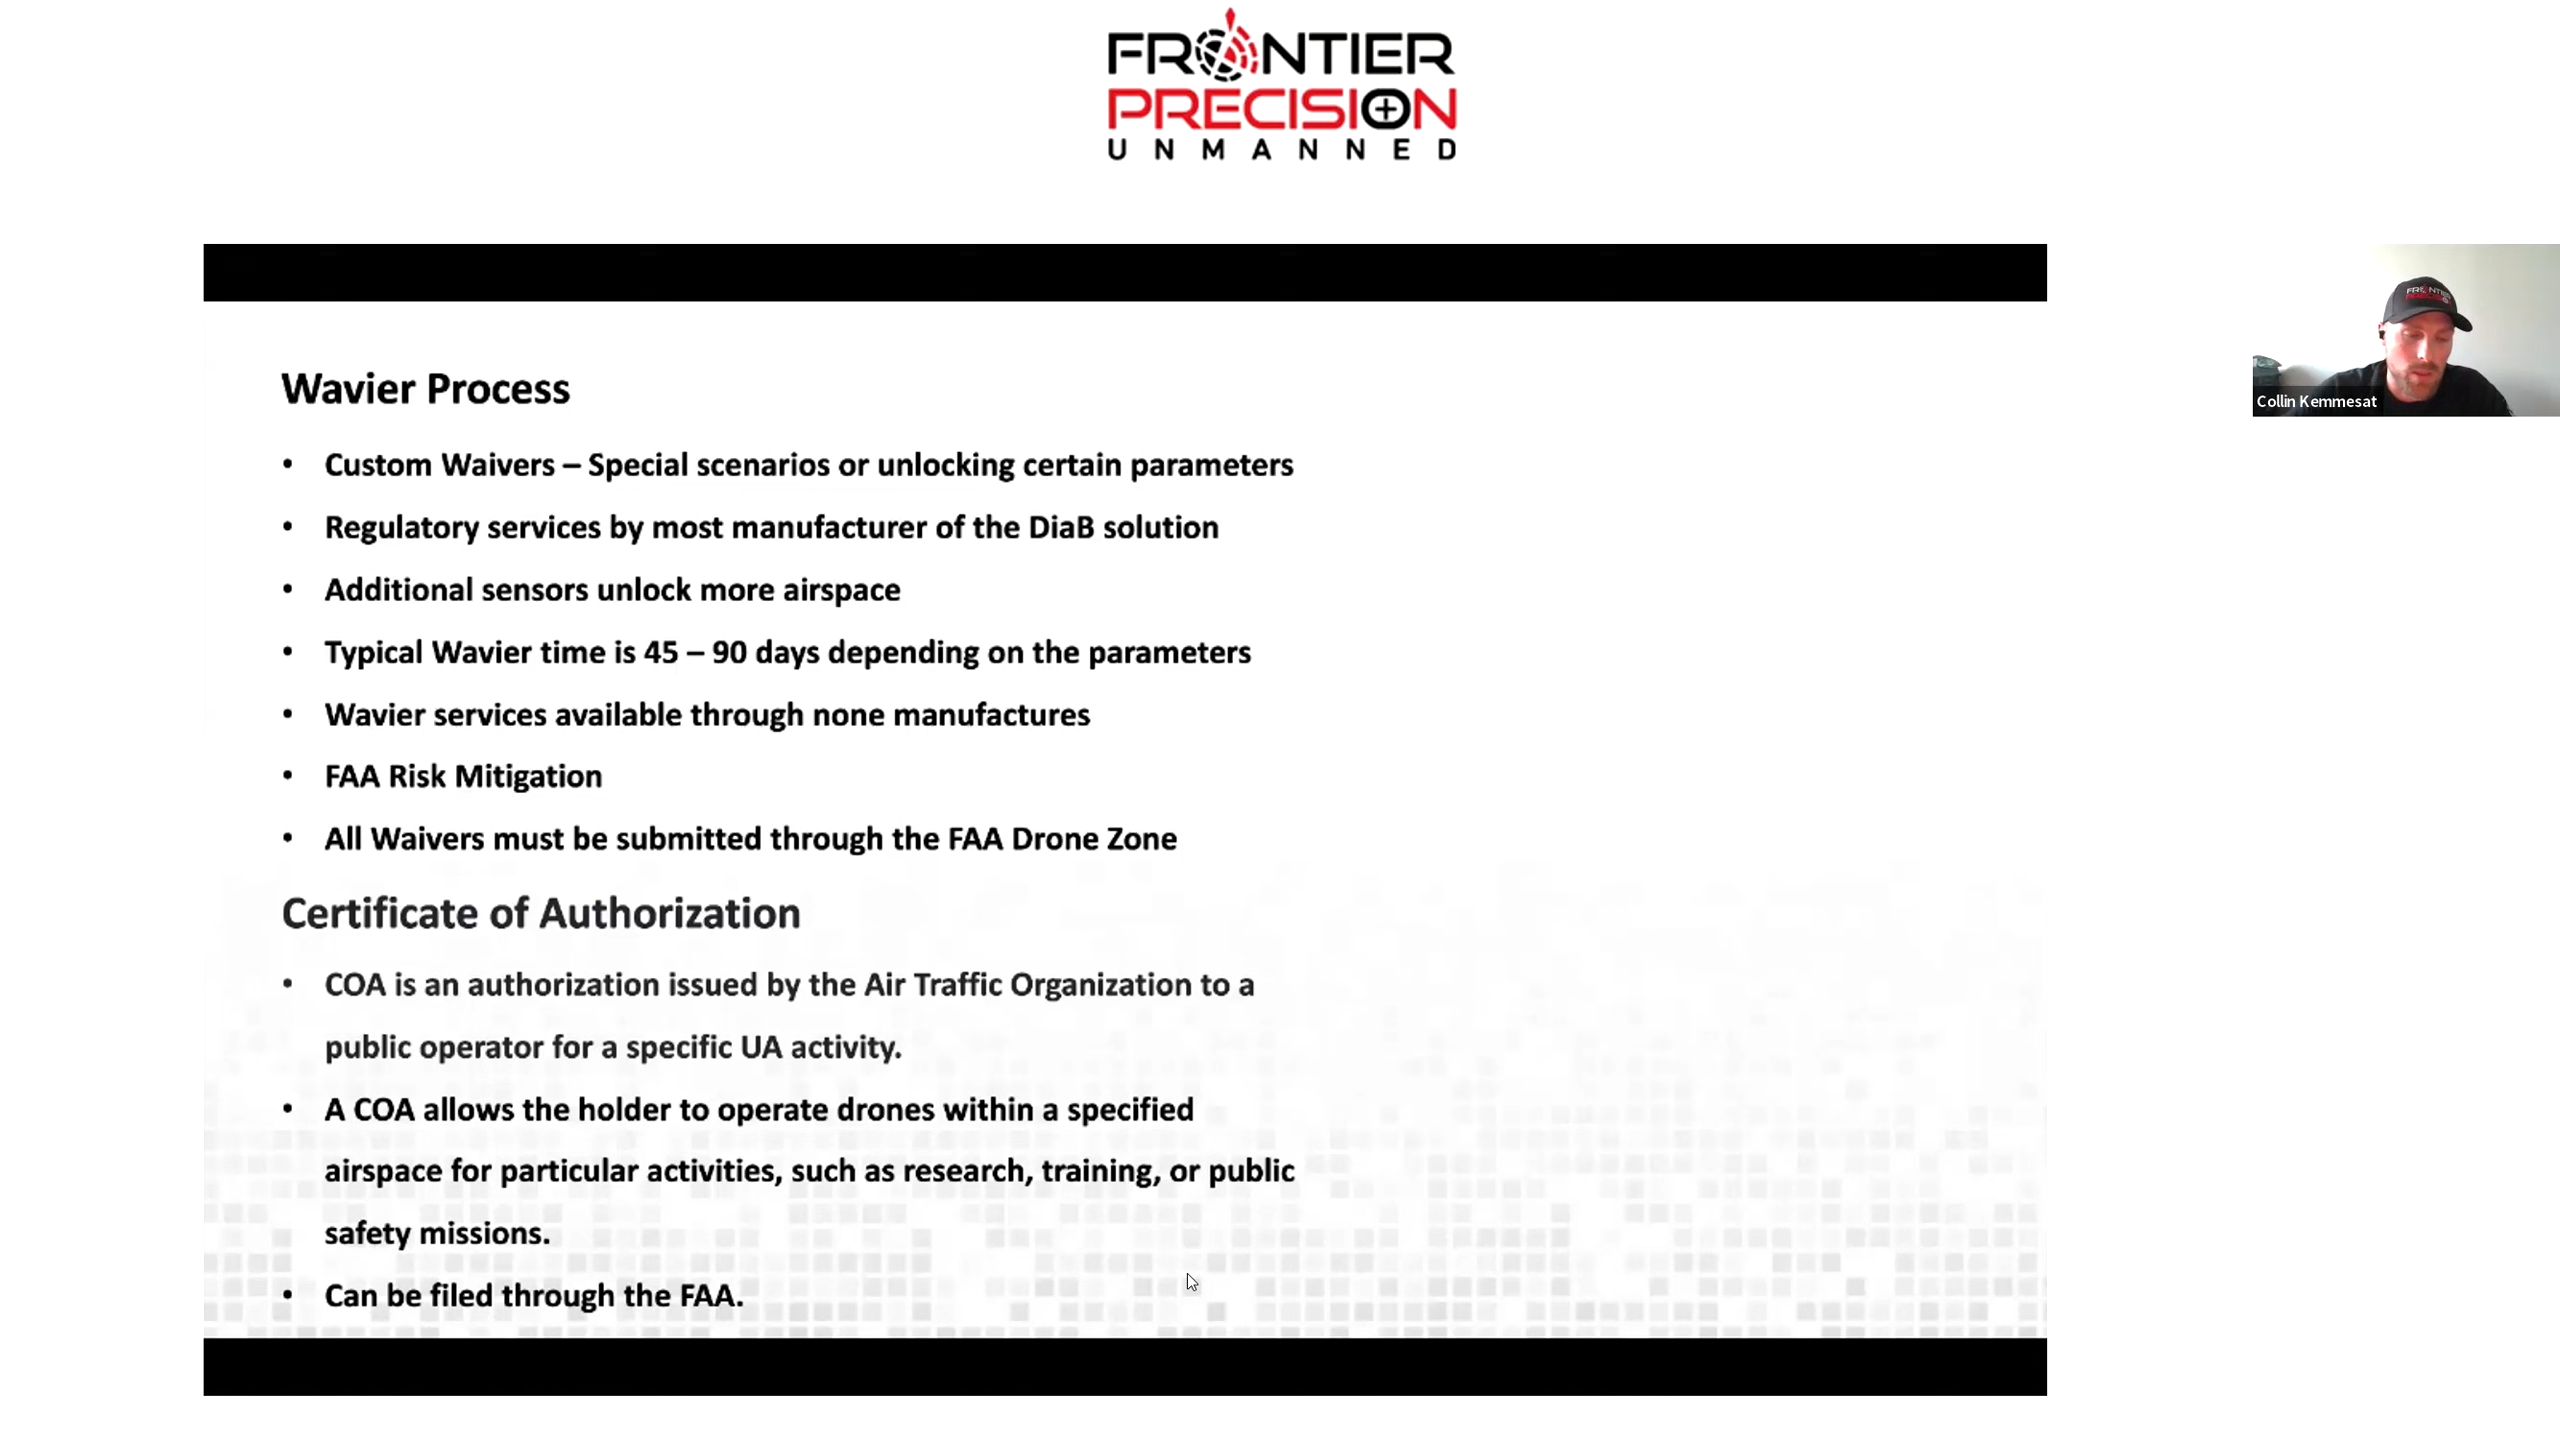 FRONTIER
PRECISION
UNMANNED
Wavier Process
• Custom Waivers – Special scenarios or unlocking certain parameters
• Regulatory services by most manufacturer of the DiaB solution
• Additional sensors unlock more airspace
• Typical Wavier time is 45 – 90 days depending on the parameters
• Wavier services available through none manufactures
• FAA Risk Mitigation
• All Waivers must be submitted through the FAA Drone Zone
Certificate of Authorization
• COA is an authorization issued by the Air Traffic Organization to a
public operator for a specific UA activity.
• A COA allows the holder to operate drones within a specified
airspace for particular activities, such as research, training, or public
safety missions.
• Can be filed through the FAA.
FRONTIER
PRECISION
Collin Kemmesat